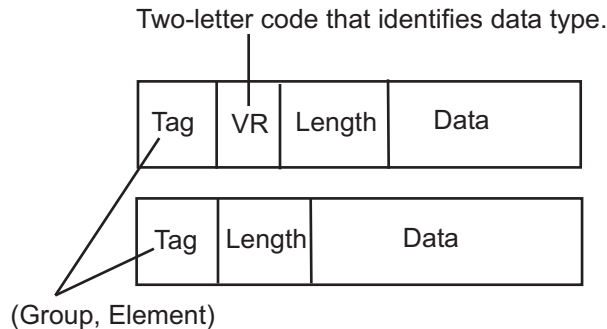 Two-letter code that identifies data type.
Tag VR Length Data
Tag Length Data
(Group, Element)